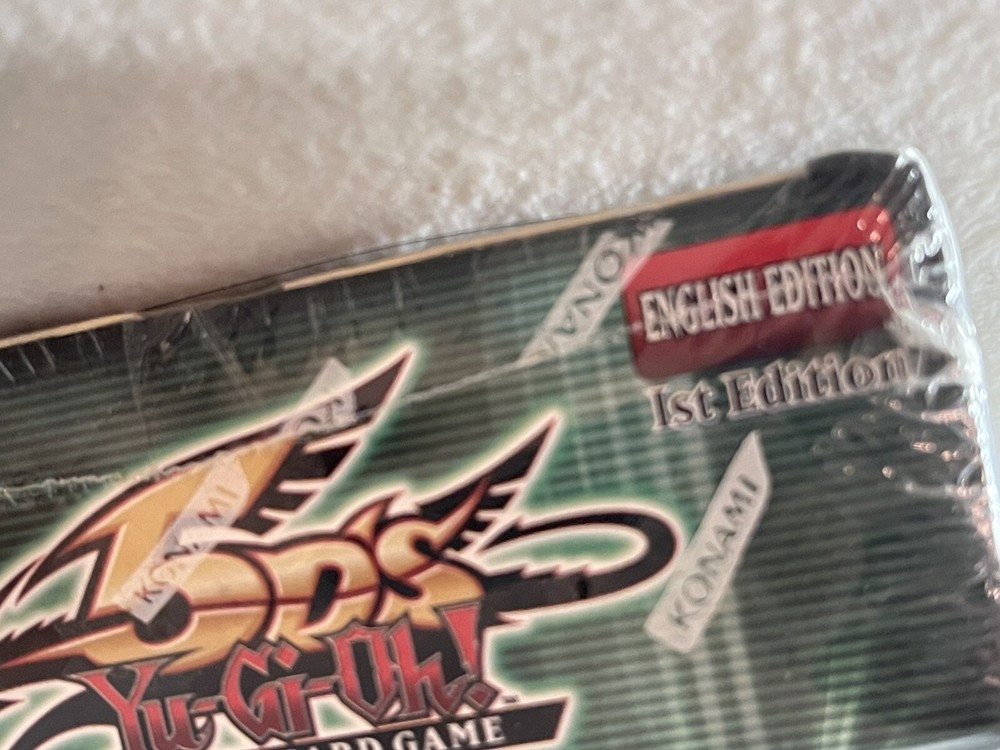 KONAMI
ENGLISH EDITION
1st Edition
KONAMI
KONAMI
5D's
Yu-Gi-Oh!
CARD GAME